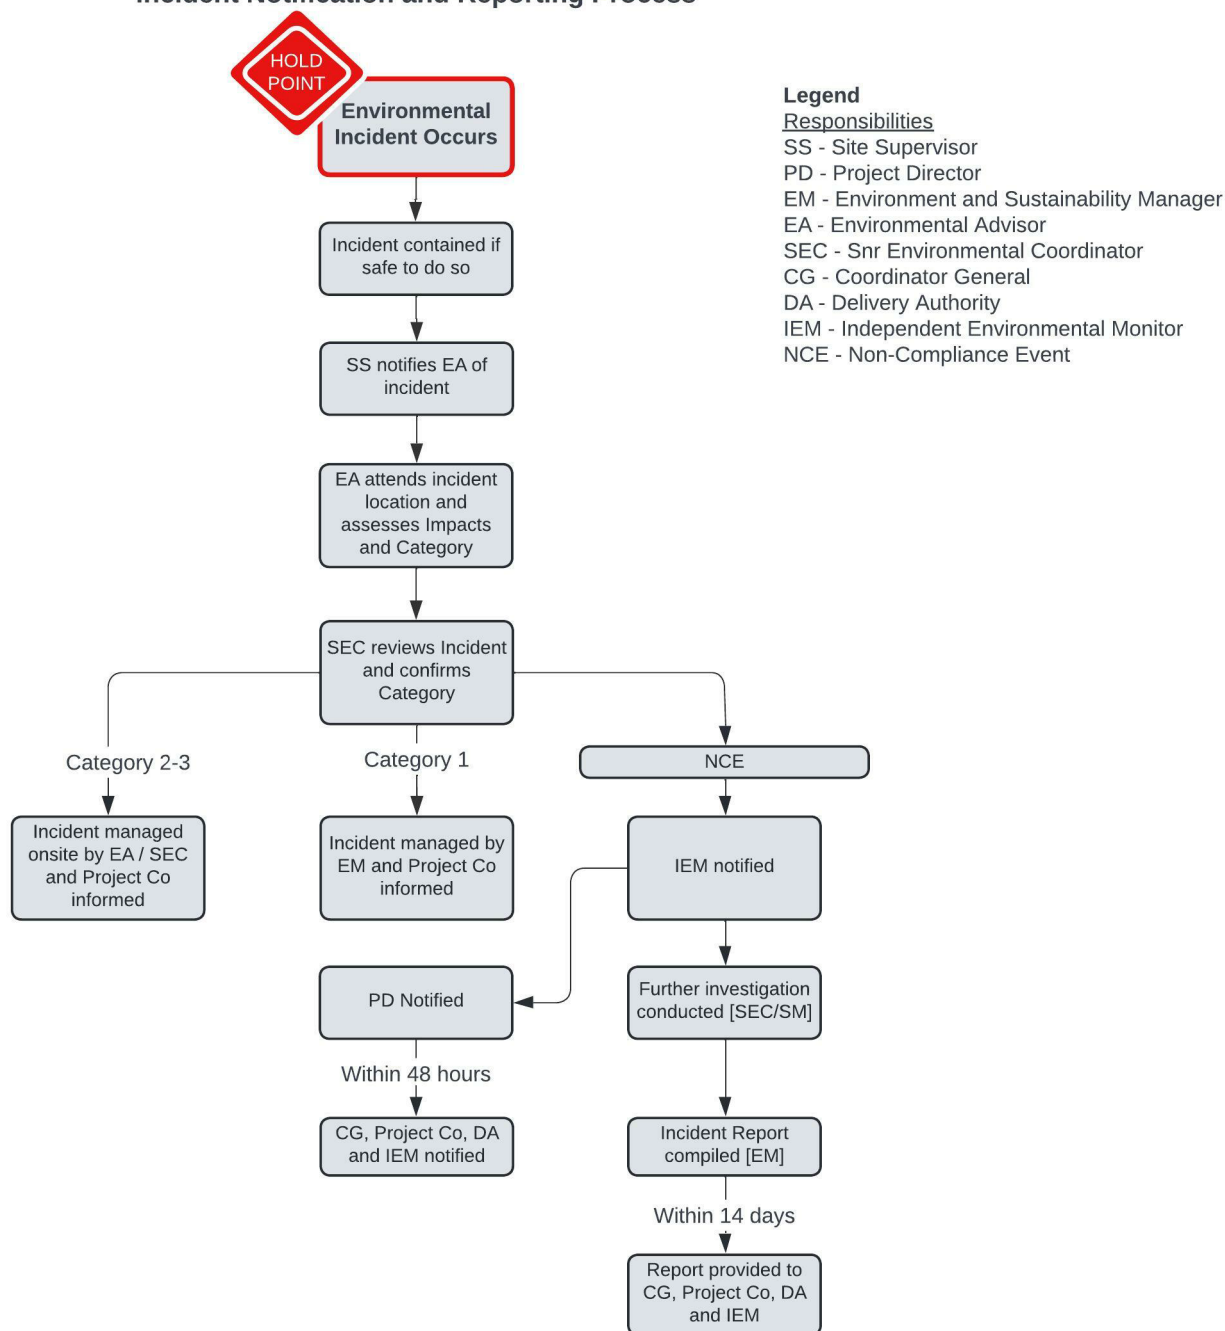 Incident Notification and Reporting Process
HOLD
POINT
Environmental
Incident Occurs
Legend
Responsibilities
SS - Site Supervisor
PD - Project Director
EM - Environment and Sustainability Manager
EA - Environmental Advisor
SEC - Snr Environmental Coordinator
CG - Coordinator General
DA - Delivery Authority
IEM - Independent Environmental Monitor
NCE - Non-Compliance Event
Incident contained if
safe to do so
SS notifies EA of
incident
EA attends incident
location and
assesses Impacts
and Category
SEC reviews Incident
and confirms
Category
Category 2-3
Category 1
NCE
Incident managed
onsite by EA / SEC
and Project Co
informed
Incident managed by
EM and Project Co
informed
IEM notified
PD Notified
Further investigation
conducted [SEC/SM]
Within 48 hours
CG, Project Co, DA
and IEM notified
Incident Report
compiled [EM]
Within 14 days
Report provided to
CG, Project Co, DA
and IEM